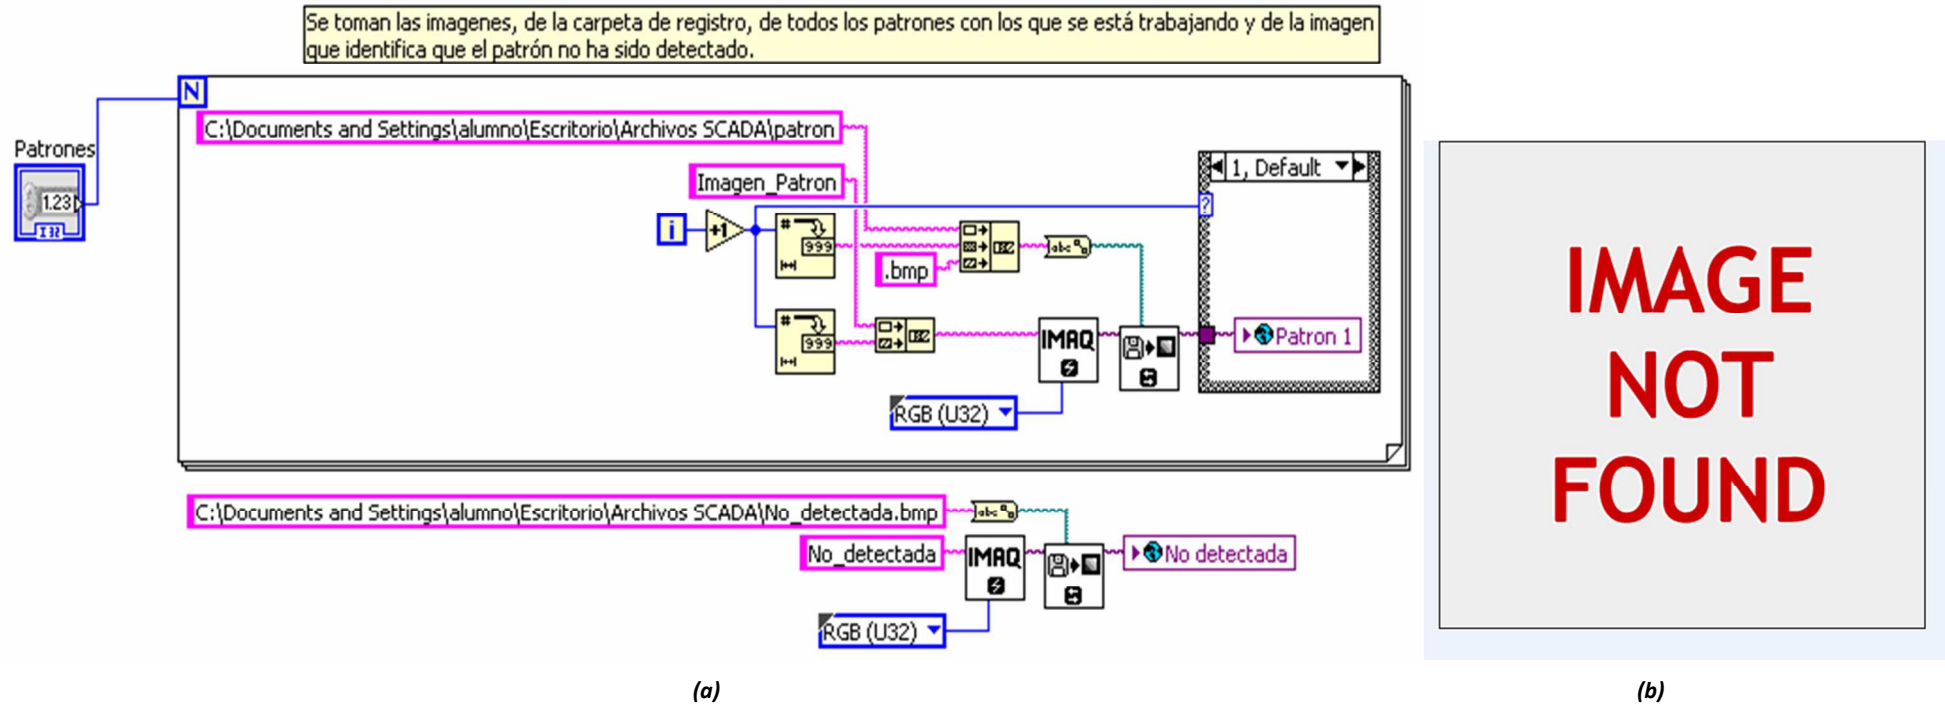 Se toman las imagenes, de la carpeta de registro, de todos los patrones con los que se está trabajando y de la imagen
que identifica que el patrón no ha sido detectado.
N
C:\Documents and Settings\alumno\Escritorio\Archivos SCADA\patron
Patrones
1.23
I32
Imagen_Patron
1, Default
?
i
+1
#
999
.bmp
abc
#
999
IMAQ
Patron 1
RGB (U32)
C:\Documents and Settings\alumno\Escritorio\Archivos SCADA\No_detectada.bmp
abc
No_detectada
IMAQ
No detectada
RGB (U32)
(a)
IMAGE
NOT
FOUND
(b)